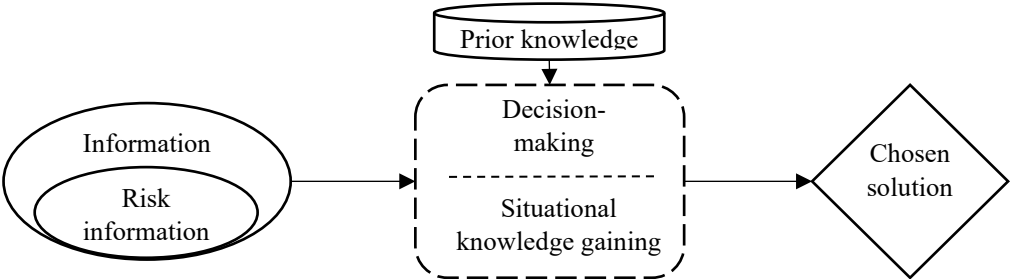 Prior knowledge
Information
Risk
information
Decision-
making
Situational
knowledge gaining
Chosen
solution